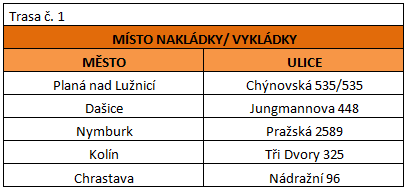 Trasa č. 1
MÍSTO NAKLÁDKY/ VYKLÁDKY
MĚSTO ULICE
Planá nad Lužnicí Chýnovská 535/535
Dašice Jungmannova 448
Nymburk Pražská 2589
Kolín Tři Dvory 325
Chrastava Nádražní 96